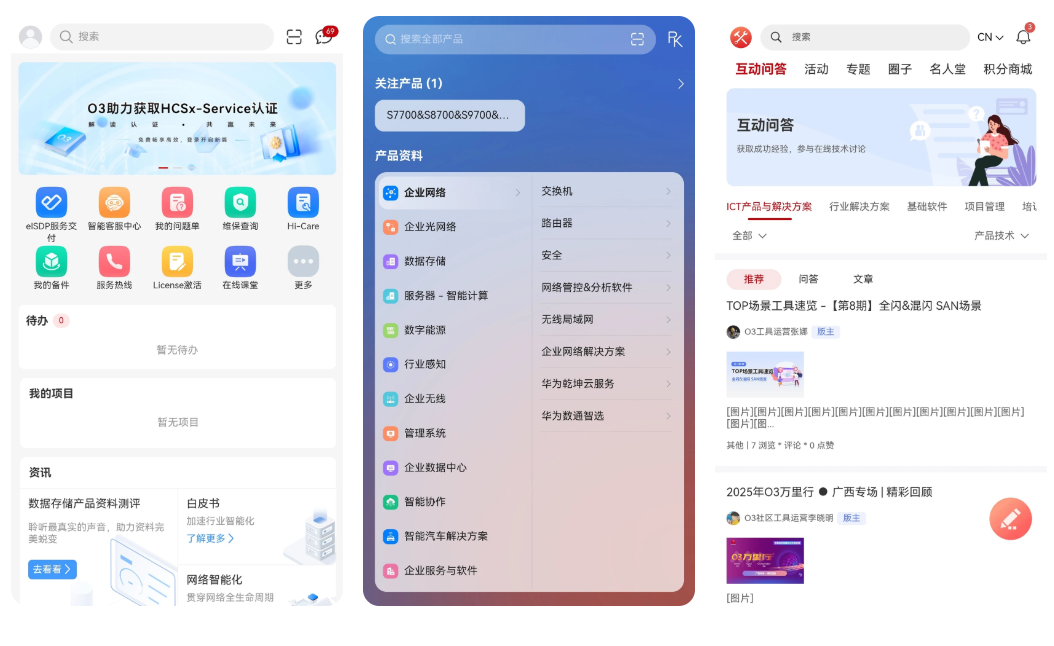 搜索
69
O3助力获取HCSx-Service认证
解 读 认 证 • 共 赢 未 来
eISDP服务交付
智能客服中心
我的问题单
维保查询
Hi-Care
我的备件
服务热线
License激活
在线课堂
更多
待办 0
暂无待办
我的项目
暂无项目
资讯
数据存储产品资料测评
聆听最真实的声音，助力资料完
美蜕变
去看看
白皮书
加速行业智能化
了解更多
网络智能化
贯穿网络全生命周期
搜索全部产品
关注产品 (1)
S7700&S8700&S9700&...
产品资料
企业网络
企业光网络
数据存储
服务器 - 智能计算
数字能源
行业感知
企业无线
管理系统
企业数据中心
智能协作
智能汽车解决方案
企业服务与软件
交换机
路由器
安全
网络管控&分析软件
无线局域网
企业网络解决方案
华为乾坤云服务
华为数通智选
搜索
CN
3
互动问答 活动 专题 圈子 名人堂 积分商城
互动问答
获取成功经验，参与在线技术讨论
ICT产品与解决方案 行业解决方案 基础软件 项目管理 培
全部 产品技术
推荐 问答 文章
TOP场景工具速览 -【第8期】全闪&混闪 SAN场景
O3工具运营张娜 版主
TOP场景工具速览
[图片][图片][图片][图片][图片][图片][图片][图片][图片][图片][图片]
[图片][图...
其他 | 7 浏览 * 评论 * 0 点赞
2025年O3万里行 ● 广西专场 | 精彩回顾
O3社区工具运营李晓明 版主
O3万里行
[图片]